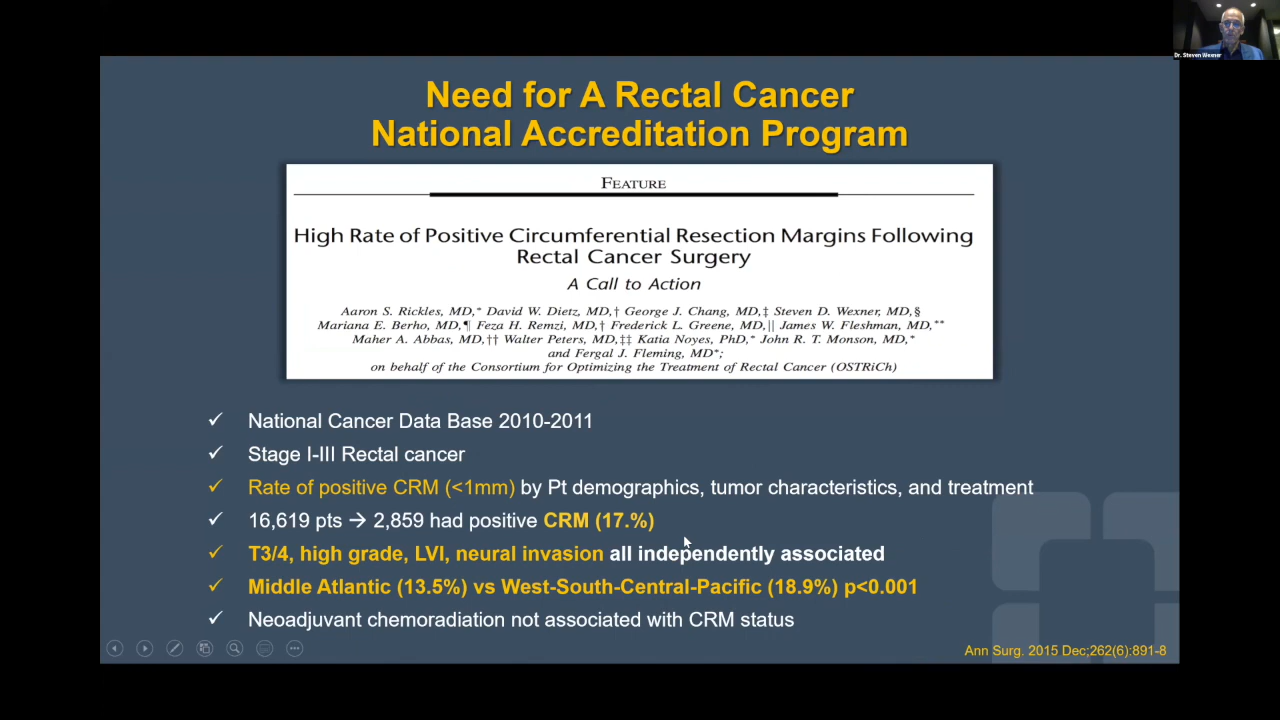 Dr. Steven Wexner
Need for A Rectal Cancer
National Accreditation Program
FEATURE
High Rate of Positive Circumferential Resection Margins Following
Rectal Cancer Surgery
A Call to Action
Aaron S. Rickles, MD,* David W. Dietz, MD,† George J. Chang, MD,‡ Steven D. Wexner, MD,§
Mariana E. Berho, MD,¶ Feza H. Remzi, MD,† Frederick L. Greene, MD,|| James W. Fleshman, MD,**
Maher A. Abbas, MD,†† Walter Peters, MD,‡‡ Katia Noyes, PhD,* John R. T. Monson, MD,*
and Fergal J. Fleming, MD*;
on behalf of the Consortium for Optimizing the Treatment of Rectal Cancer (OSTRiCh)
✓ National Cancer Data Base 2010-2011
✓ Stage I-III Rectal cancer
✓ Rate of positive CRM (<1mm) by Pt demographics, tumor characteristics, and treatment
✓ 16,619 pts → 2,859 had positive CRM (17.%)
✓ T3/4, high grade, LVI, neural invasion all independently associated
✓ Middle Atlantic (13.5%) vs West-South-Central-Pacific (18.9%) p<0.001
✓ Neoadjuvant chemoradiation not associated with CRM status
Ann Surg. 2015 Dec;262(6):891-8